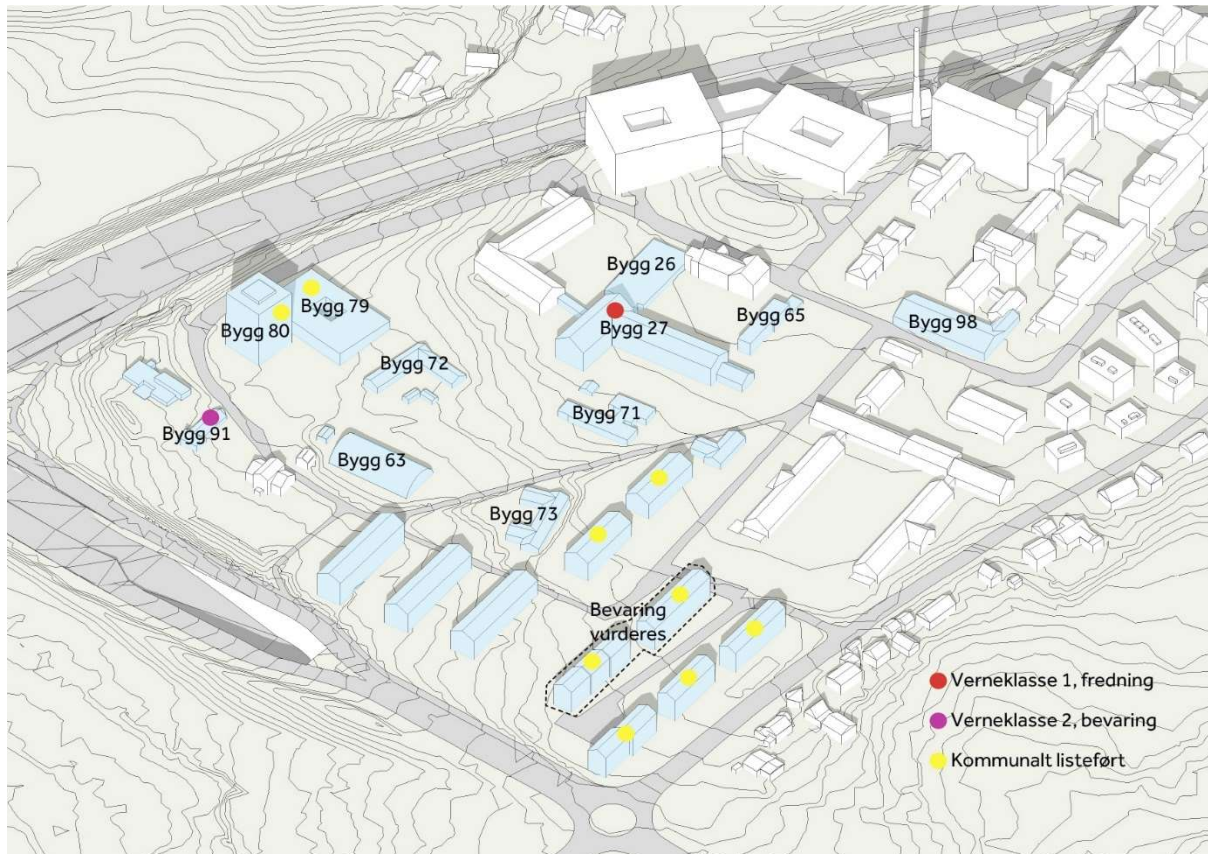 Bygg 26
Bygg 79
Bygg 80
Bygg 27
Bygg 65
Bygg 98
Bygg 72
Bygg 71
Bygg 91
Bygg 63
Bygg 73
Bevaring
vurderes
Verneklasse 1, fredning
Verneklasse 2, bevaring
Kommunalt listeført